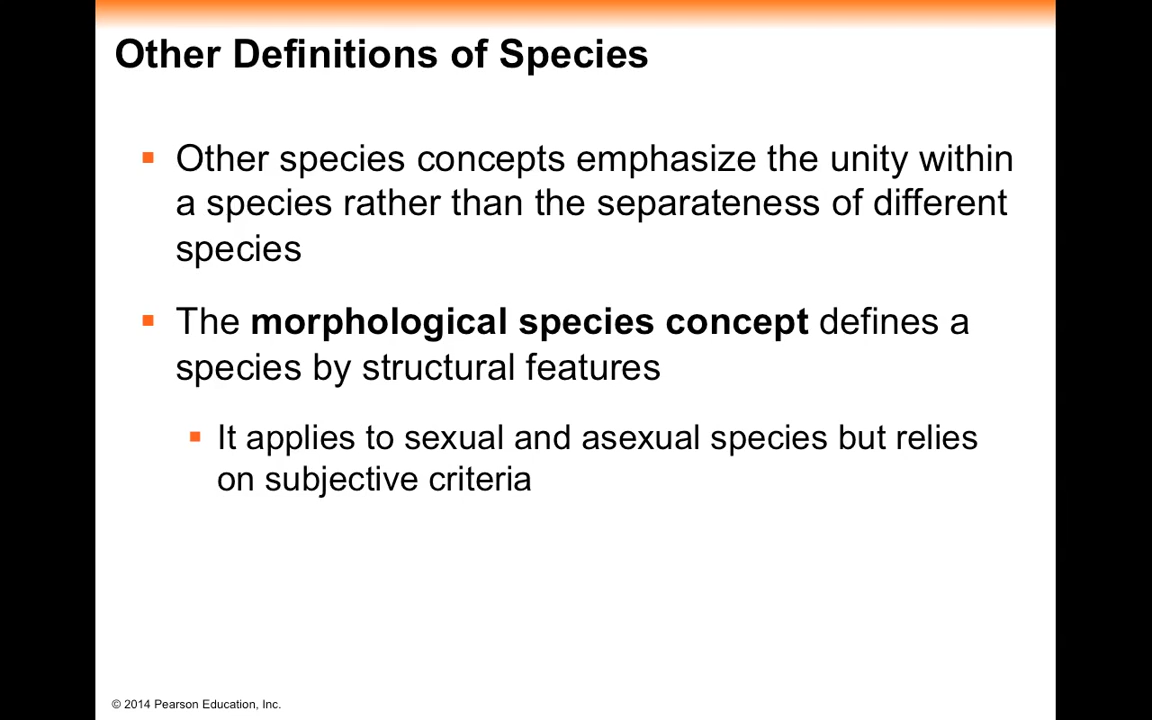 Other Definitions of Species
Other species concepts emphasize the unity within
a species rather than the separateness of different
species
The morphological species concept defines a
species by structural features
It applies to sexual and asexual species but relies
on subjective criteria
© 2014 Pearson Education, Inc.